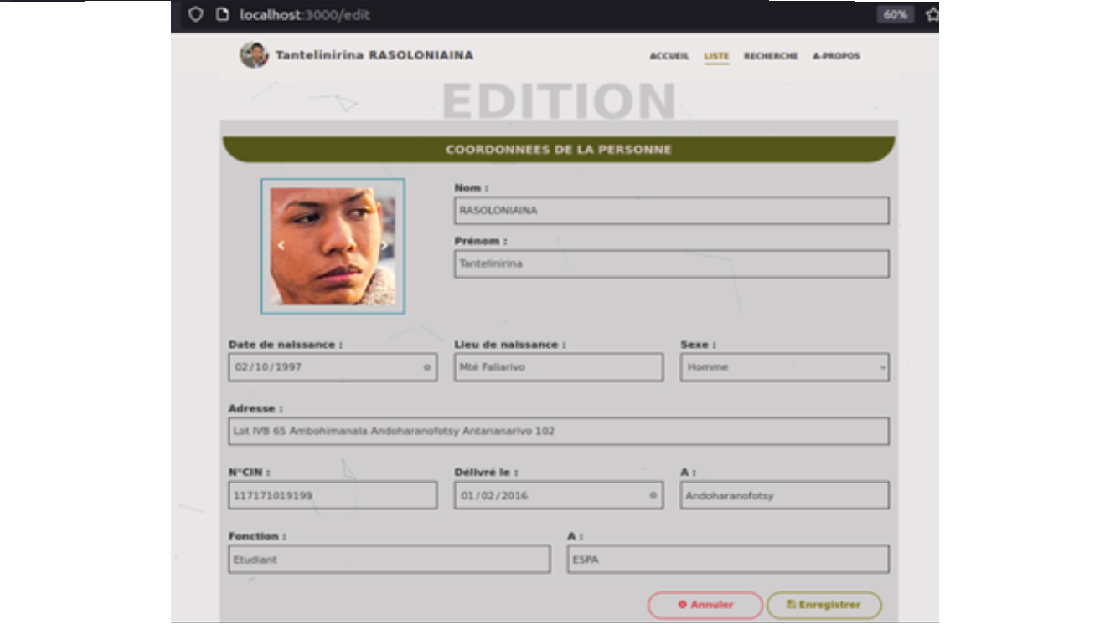 localhost:3000/edit 60%
Tantelinirina RASOLONIAINA ACCUEIL LISTE RECHERCHE A-PROPOS
EDITION
COORDONNEES DE LA PERSONNE
Nom :
RASOLONIAINA
Prénom :
Tantelinirina
Date de naissance : Lieu de naissance : Sexe :
02/10/1997 Mté Faliarivo Homme
Adresse :
Lot IVB 65 Ambohimanala Andoharanofotsy Antananarivo 102
N°CIN : Délivré le : A :
117171019199 01/02/2016 Andoharanofotsy
Fonction : A :
Etudiant ESPA
Annuler Enregistrer